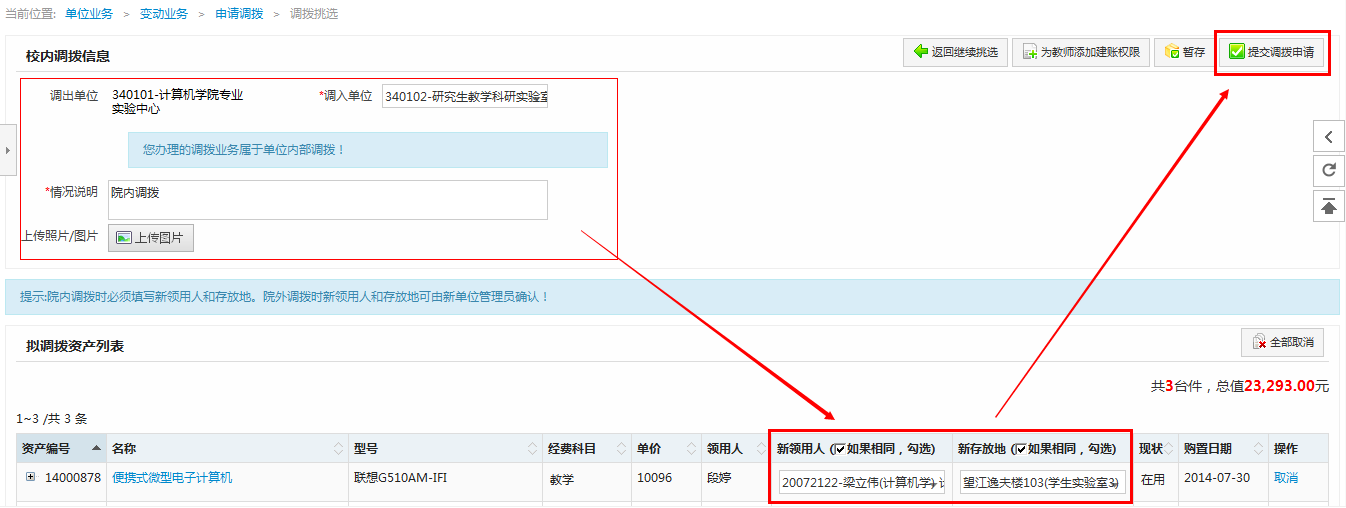 当前位置: 单位业务 > 变动业务 > 申请调拨 > 调拨挑选
校内调拨信息
返回继续挑选 为教师添加建账权限 暂存 提交调拨申请
调出单位 340101-计算机学院专业实验中心 *调入单位 340102-研究生教学科研实验室
您办理的调拨业务属于单位内部调拨！
*情况说明 院内调拨
上传照片/图片 上传图片
提示:院内调拨时必须填写新领用人和存放地。院外调拨时新领用人和存放地可由新单位管理员确认！
拟调拨资产列表 全部取消
共3台件，总值23,293.00元
1~3 /共 3 条
资产编号 名称 型号 经费科目 单价 领用人 新领用人 (如果相同，勾选) 新存放地 (如果相同，勾选) 现状 购置日期 操作
14000878 便携式微型电子计算机 联想G510AM-IFI 教学 10096 段婷 20072122-梁立伟(计算机学 望江逸夫楼103(学生实验室3) 在用 2014-07-30 取消